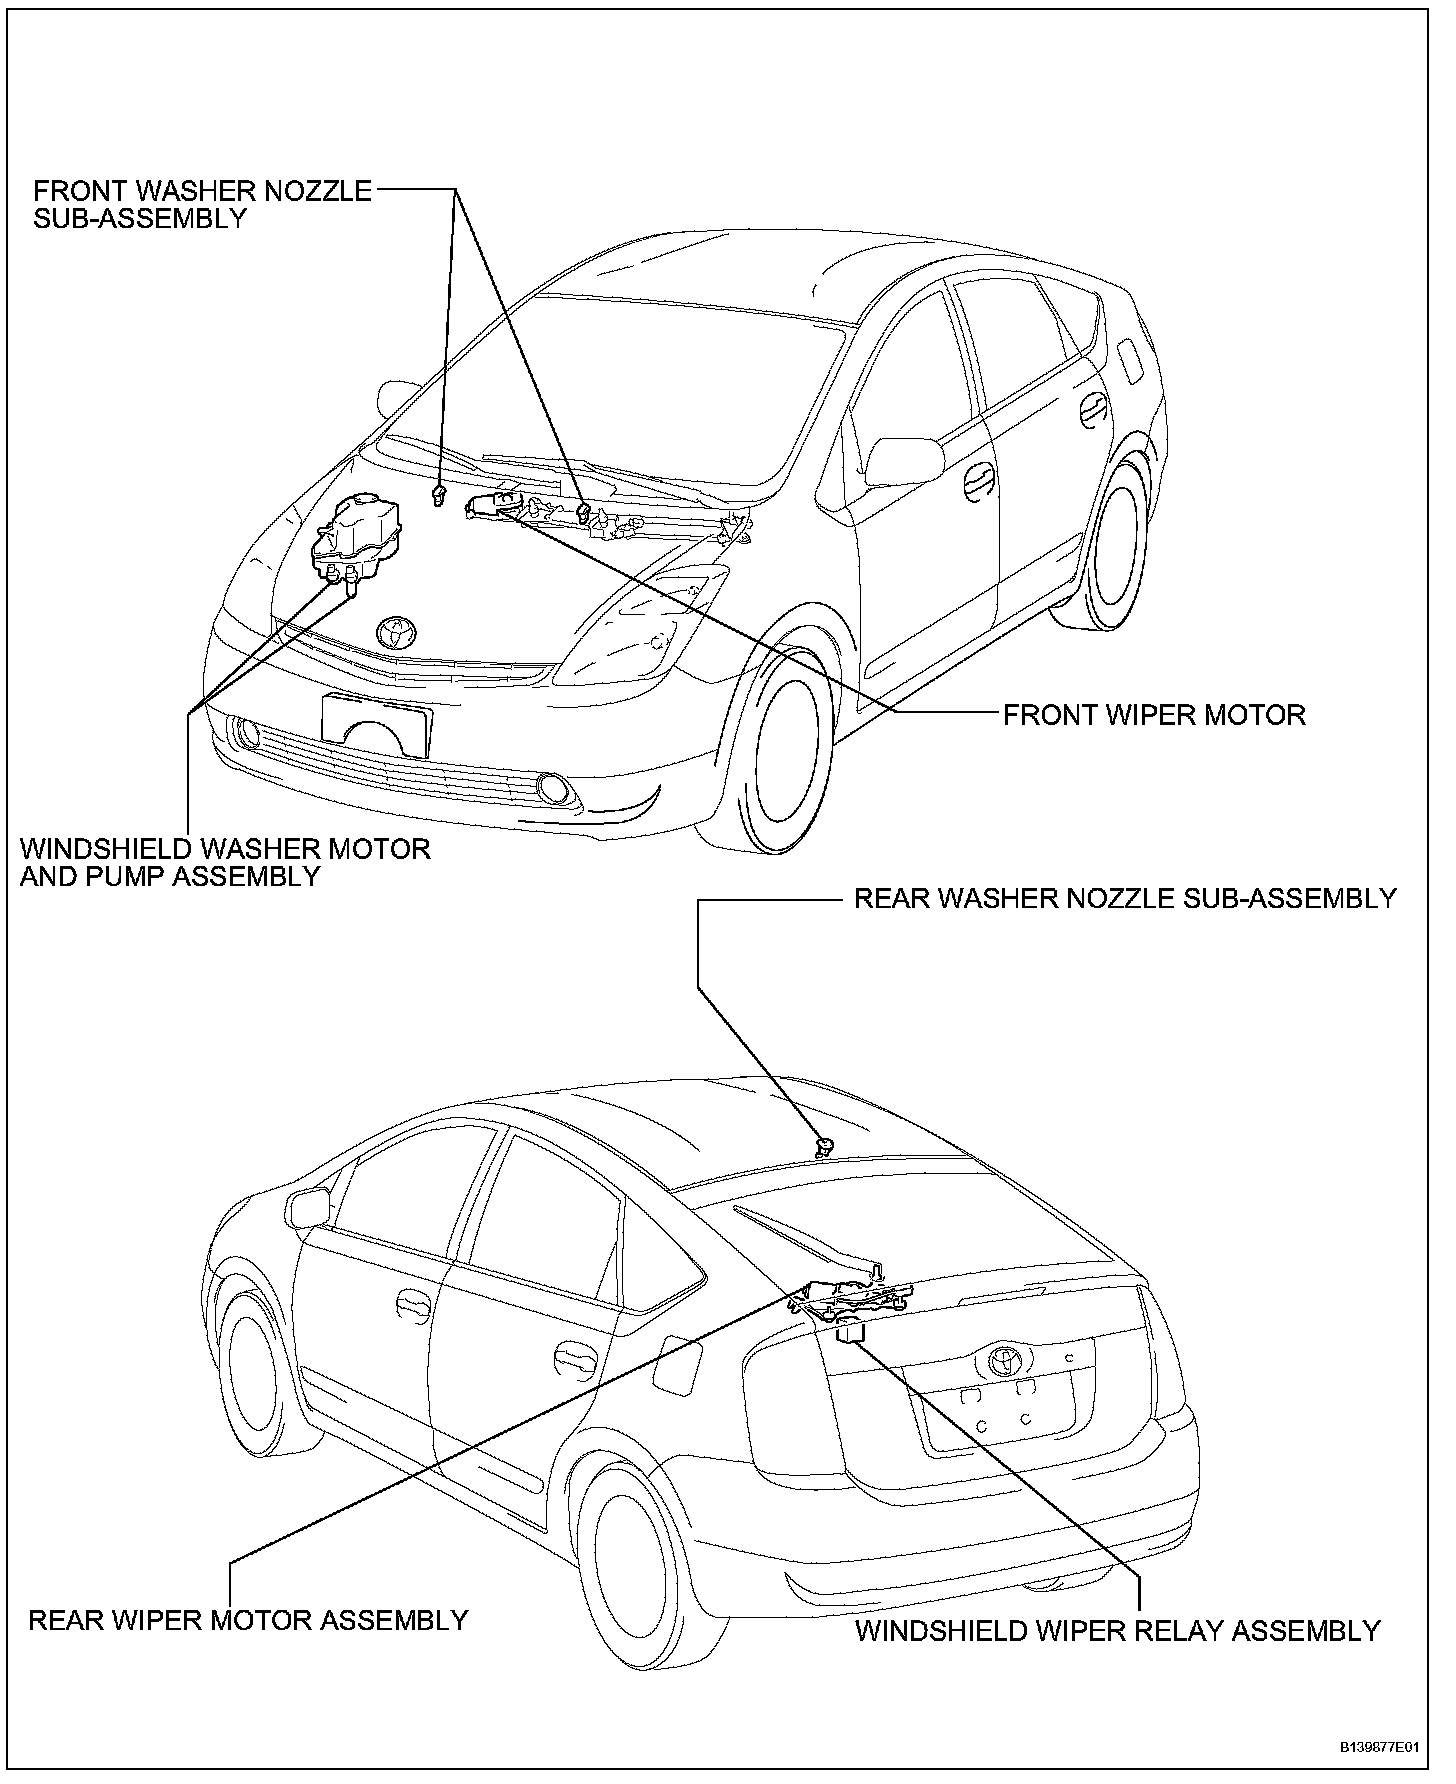 FRONT WASHER NOZZLE
SUB-ASSEMBLY
FRONT WIPER MOTOR
WINDSHIELD WASHER MOTOR
AND PUMP ASSEMBLY
REAR WASHER NOZZLE SUB-ASSEMBLY
REAR WIPER MOTOR ASSEMBLY
WINDSHIELD WIPER RELAY ASSEMBLY
B139877E01